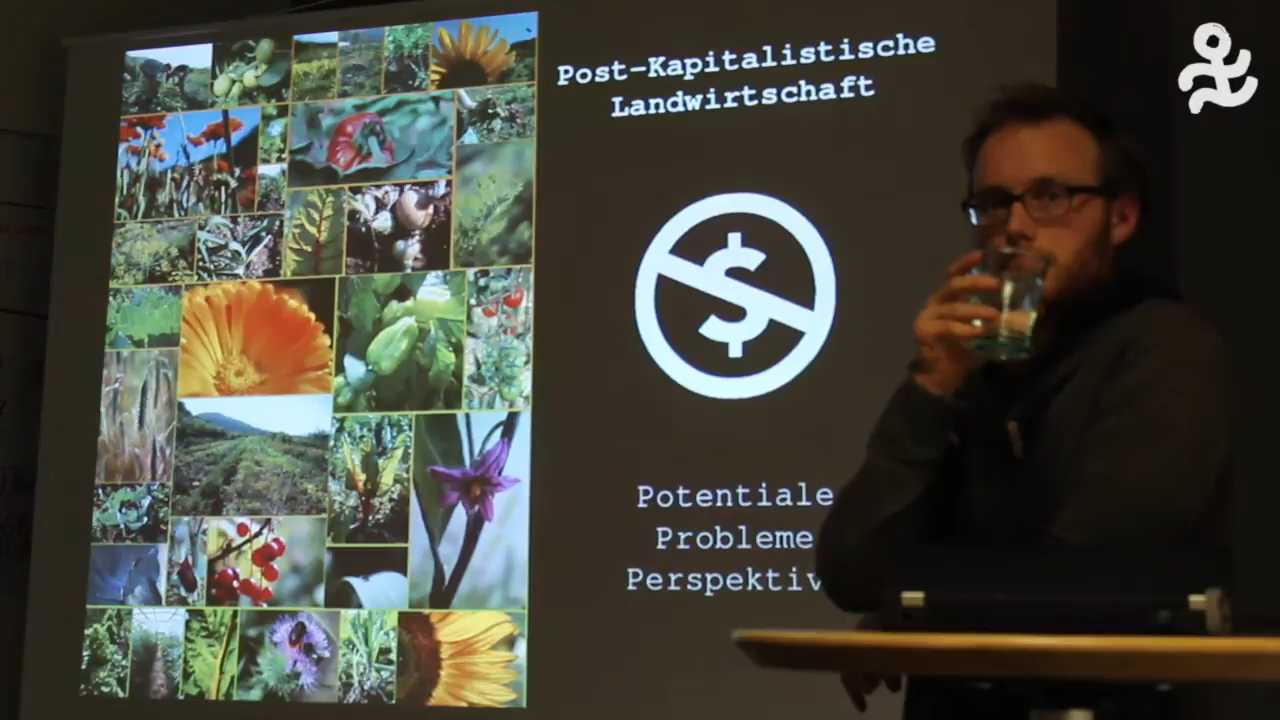 Post-Kapitalistische
Landwirtschaft
$
Potentiale
Probleme
Perspektiv